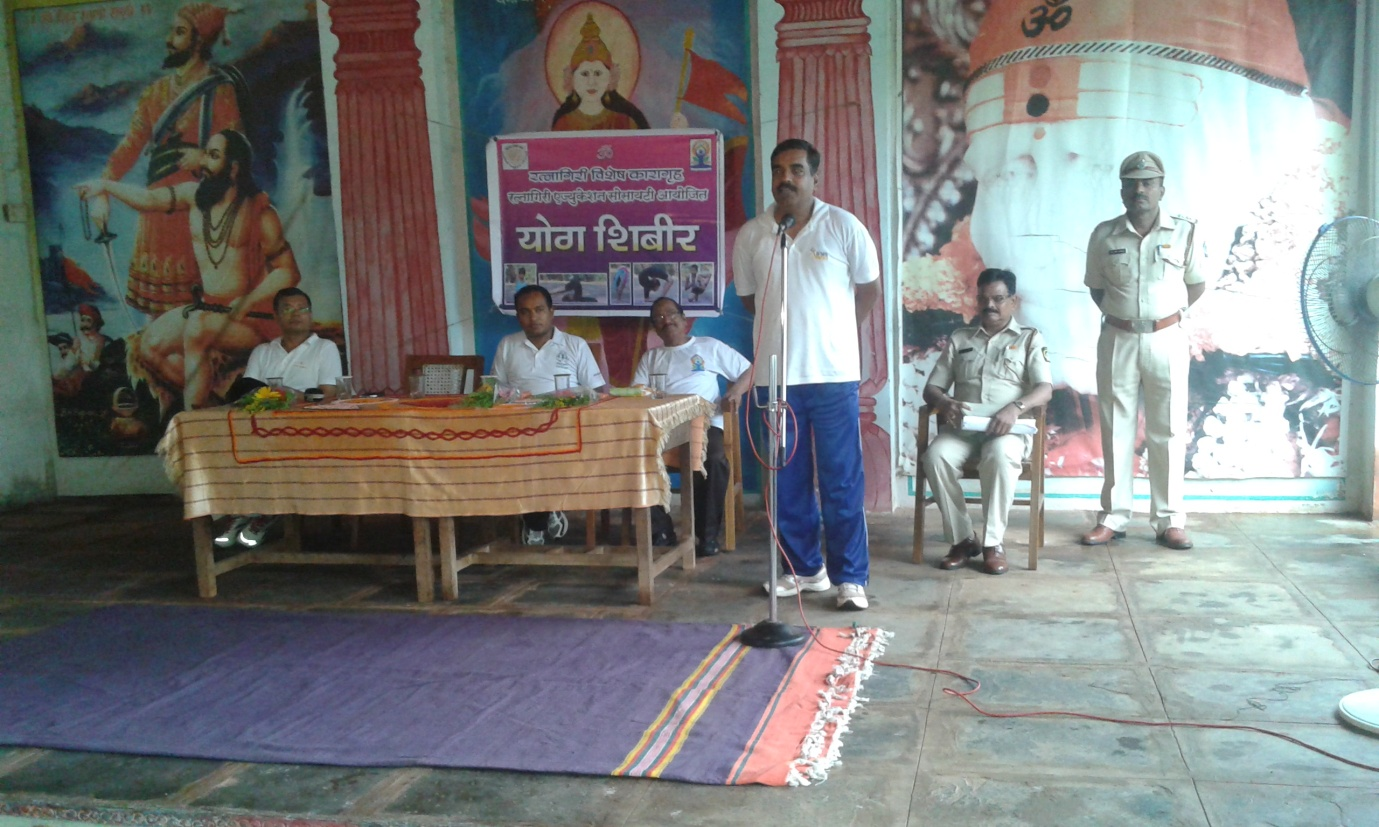 ॐ
ॐ
रत्नागिरी विशेष कारागृह
रत्नागिरी एज्युकेशन सोसायटी आयोजित
योग शिबीर